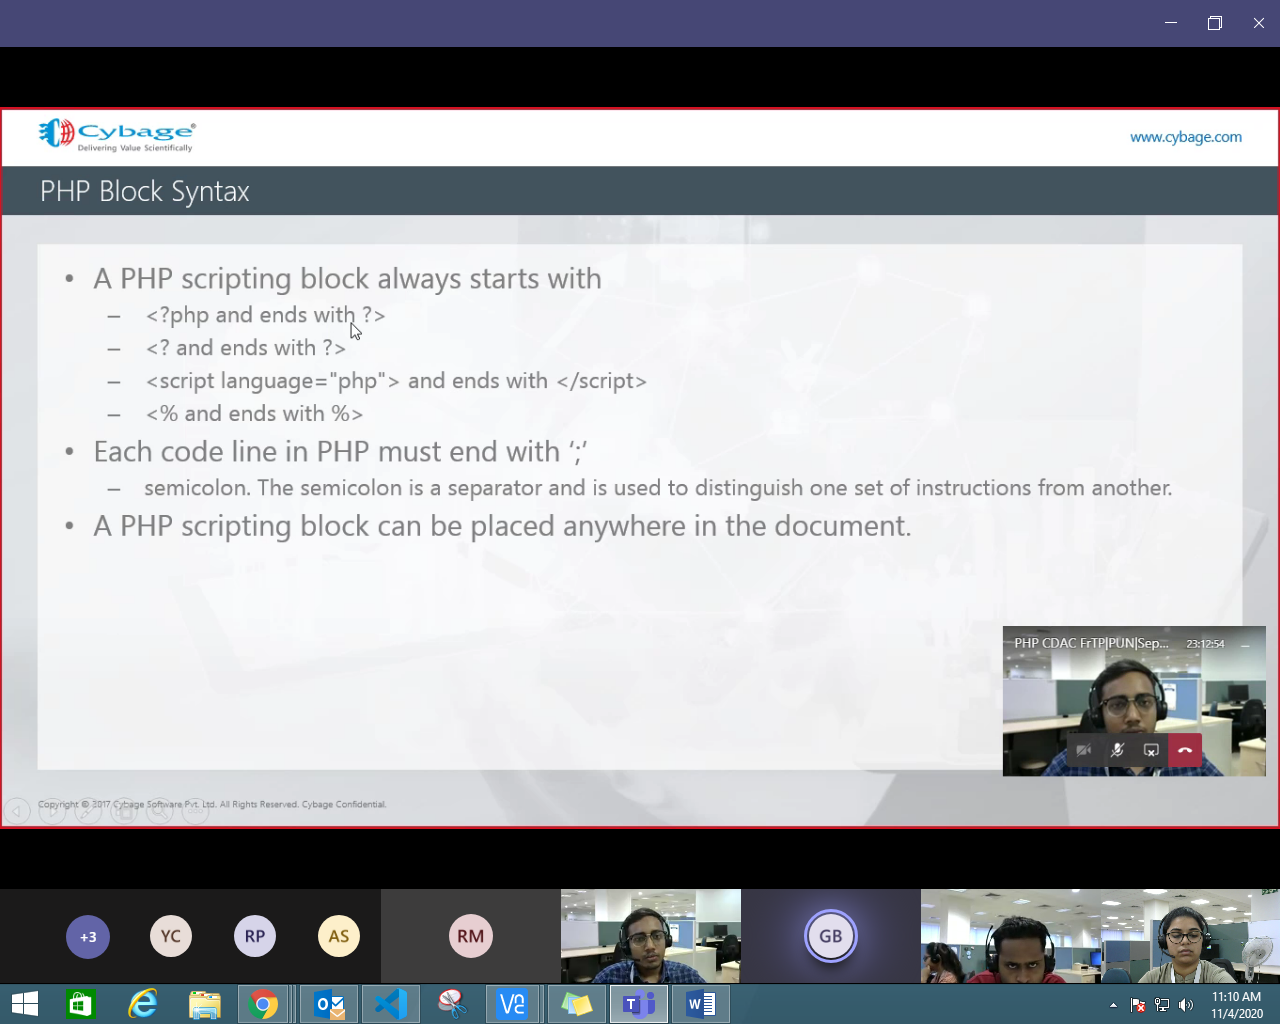 Cybage®
Delivering Value Scientifically
www.cybage.com
PHP Block Syntax
• A PHP scripting block always starts with
– <?php and ends with ?>
– <? and ends with ?>
– <script language="php"> and ends with </script>
– <% and ends with %>
• Each code line in PHP must end with ‘;’
– semicolon. The semicolon is a separator and is used to distinguish one set of instructions from another.
• A PHP scripting block can be placed anywhere in the document.
PHP CDAC FrTP|PUN|Sep... 23:12:54
Copyright © 2017 Cybage Software Pvt. Ltd. All Rights Reserved. Cybage Confidential.
+3 YC RP AS RM GB
11:10 AM
11/4/2020